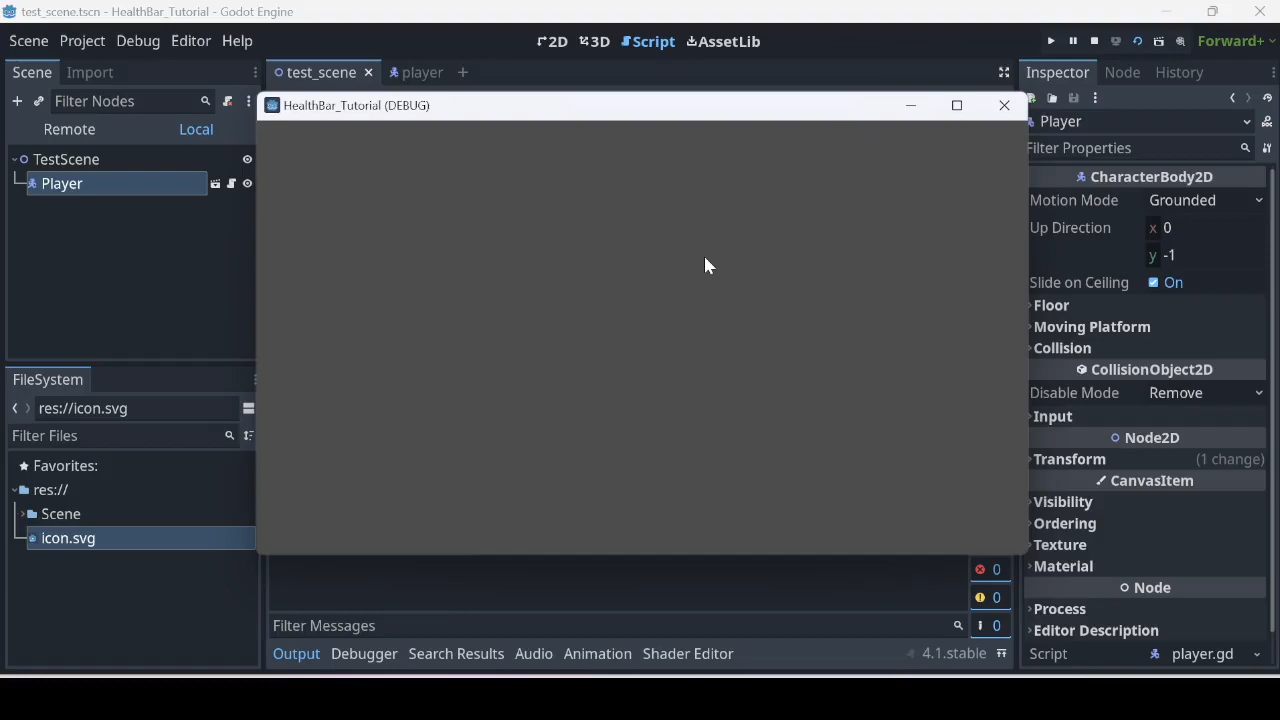 test_scene.tscn - HealthBar_Tutorial - Godot Engine
Scene Project Debug Editor Help
2D 3D Script AssetLib
Forward+
Scene Import
test_scene player
Inspector Node History
Filter Nodes
HealthBar_Tutorial (DEBUG)
Remote Local
Player
Filter Properties
TestScene
Player
CharacterBody2D
Motion Mode Grounded
Up Direction x 0
y -1
Slide on Ceiling On
Floor
Moving Platform
Collision
CollisionObject2D
Disable Mode Remove
Input
Node2D
Transform (1 change)
CanvasItem
Visibility
Ordering
Texture
Material
Node
Process
Editor Description
Script player.gd
FileSystem
res://icon.svg
Filter Files
Favorites:
res://
Scene
icon.svg
0
0
Filter Messages 0
Output Debugger Search Results Audio Animation Shader Editor 4.1.stable